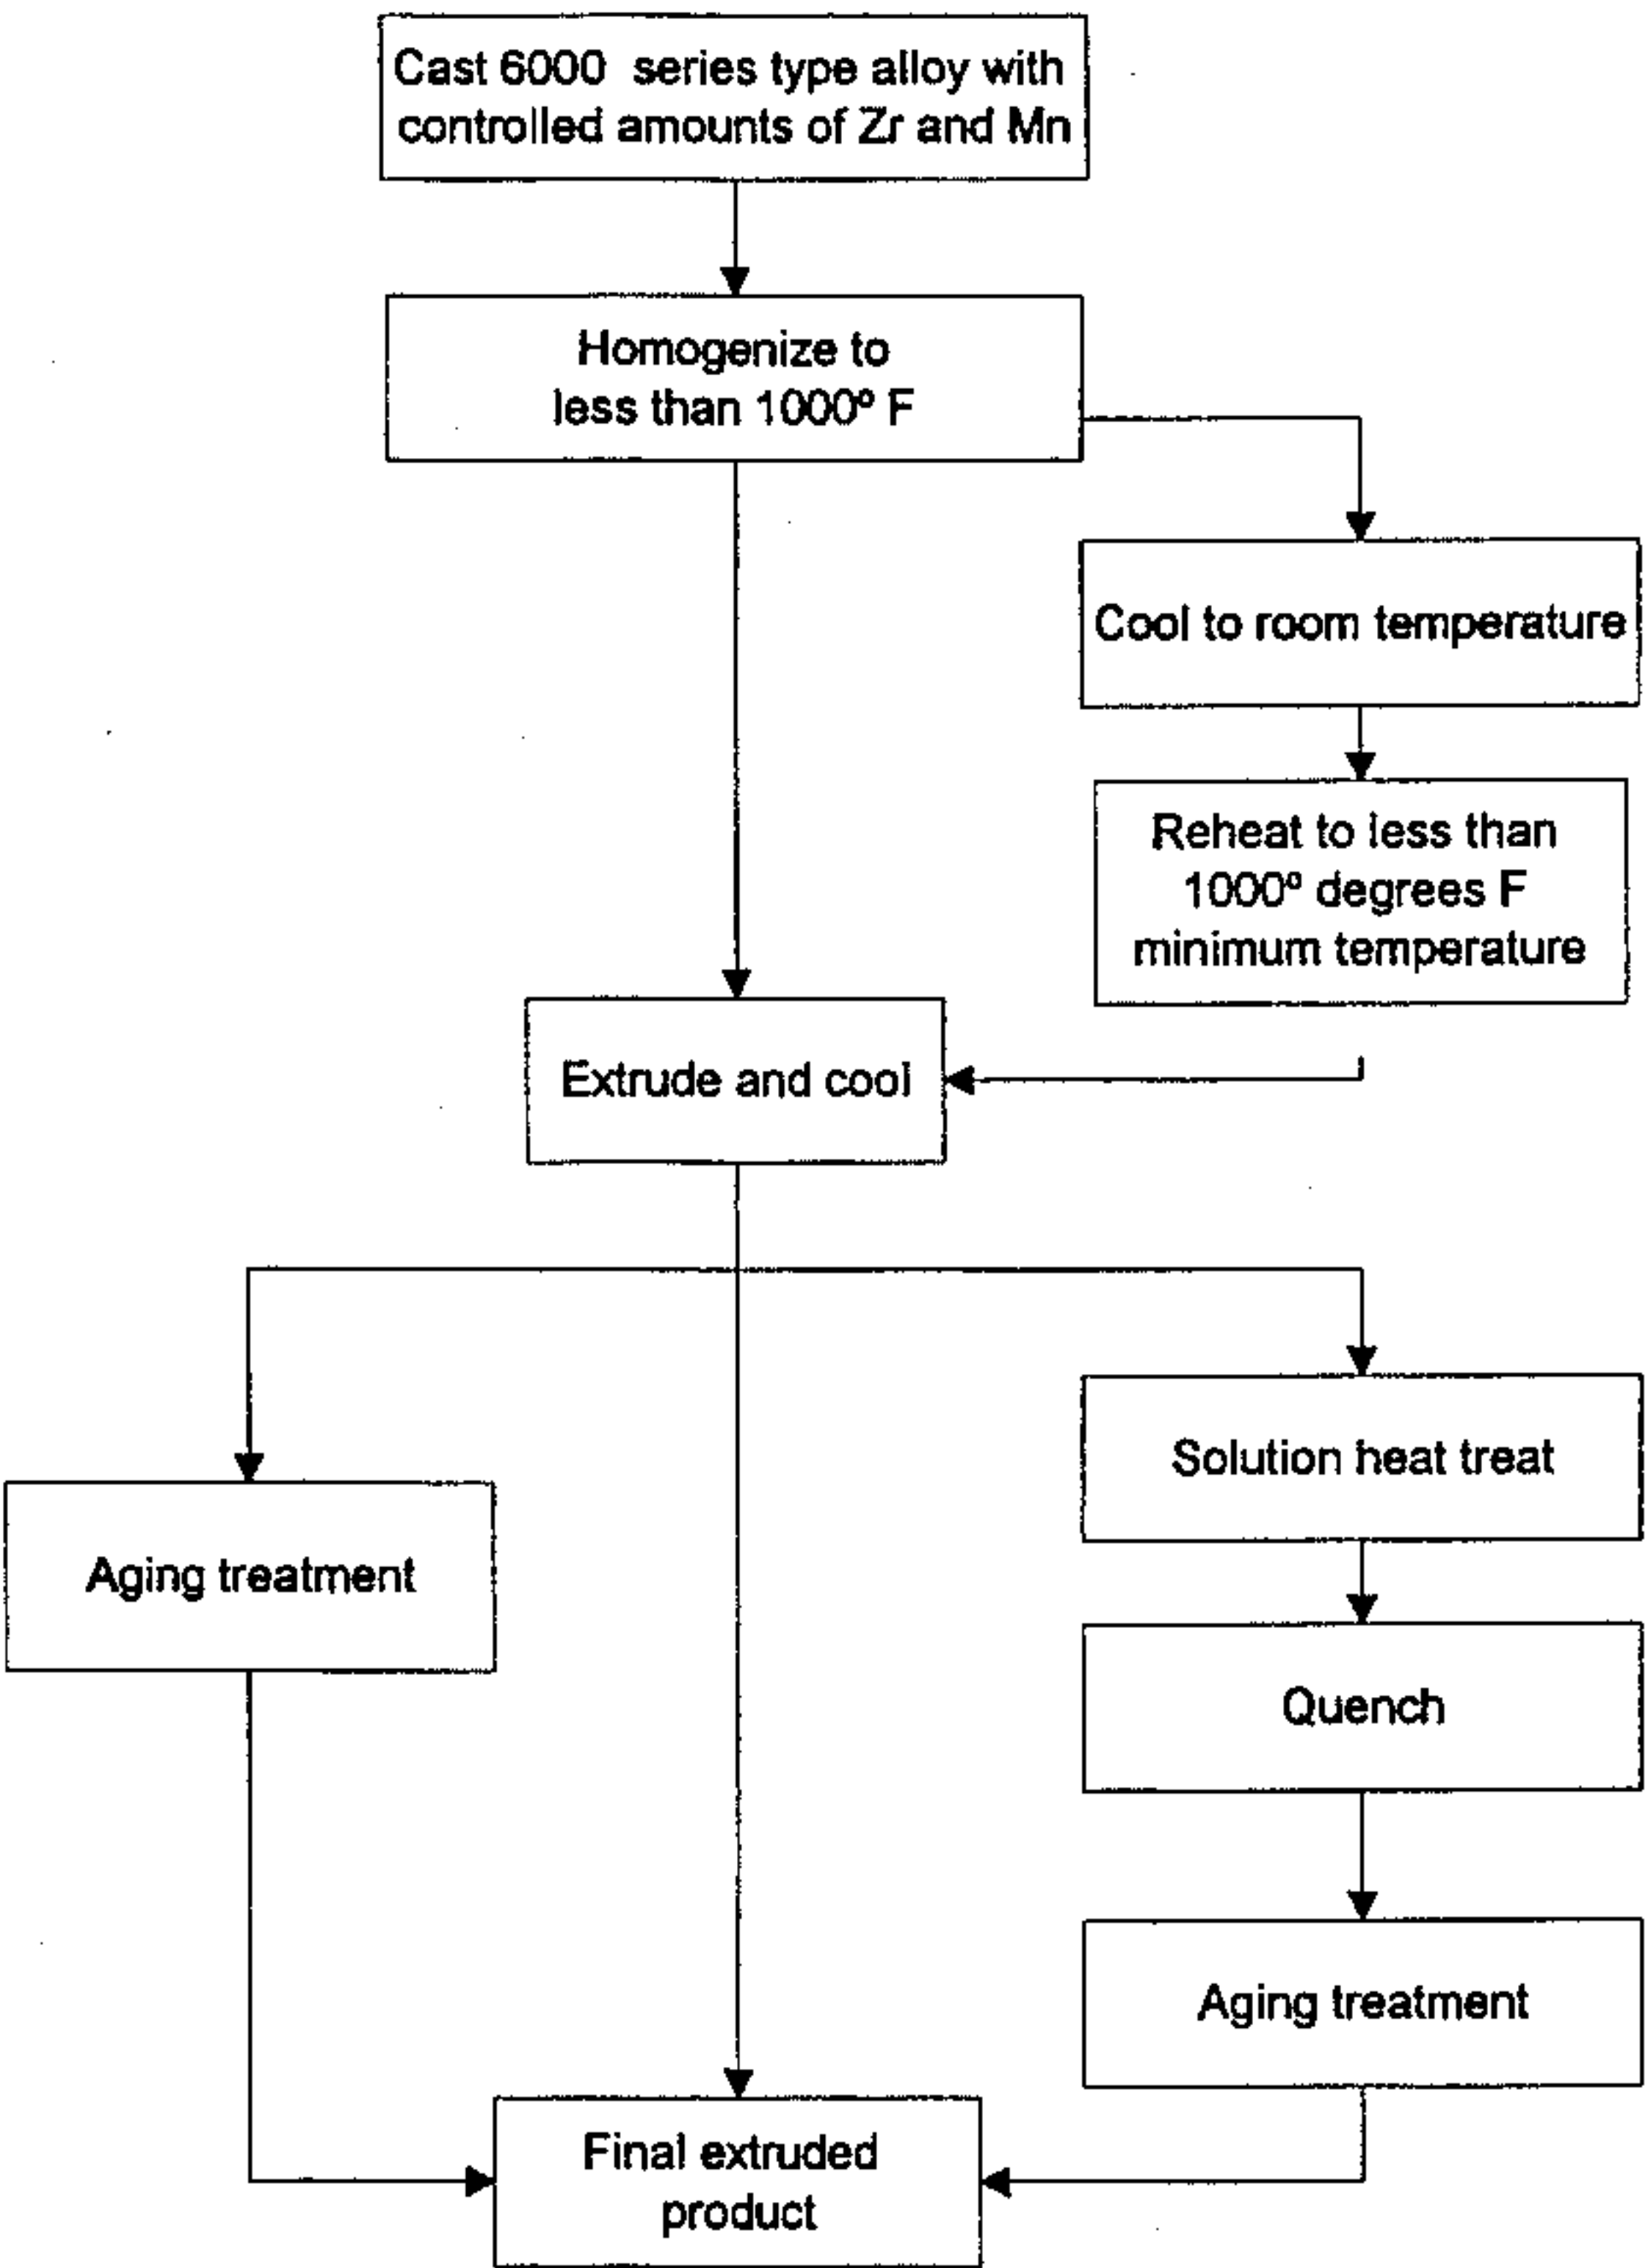 Cast 6000 series type alloy with
controlled amounts of Zr and Mn
Homogenize to
less than 1000º F
Cool to room temperature
Reheat to less than
1000º degrees F
minimum temperature
Extrude and cool
Solution heat treat
Aging treatment
Quench
Aging treatment
Final extruded
product